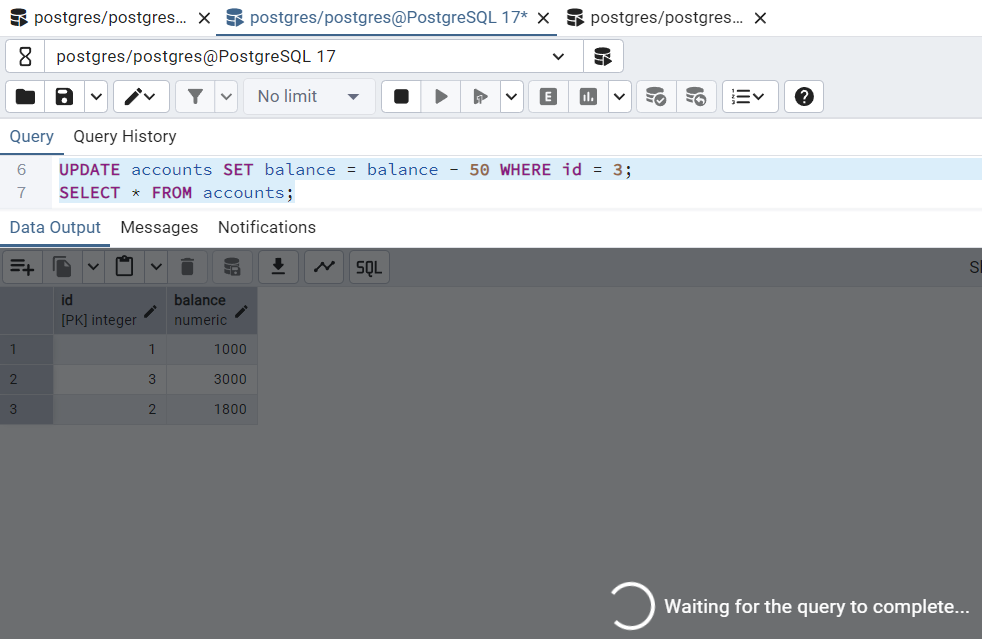 postgres/postgres... postgres/postgres@PostgreSQL 17* postgres/postgres...
postgres/postgres@PostgreSQL 17
No limit E
Query Query History
6 UPDATE accounts SET balance = balance - 50 WHERE id = 3;
7 SELECT * FROM accounts;
Data Output Messages Notifications
SQL
id balance
[PK] integer numeric
1 1 1000
2 3 3000
3 2 1800
Waiting for the query to complete...